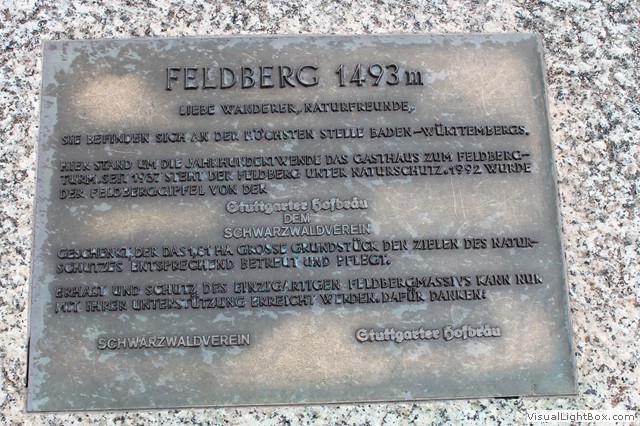 FELDBERG 1493 m
LIEBE WANDERER, NATURFREUNDE,
SIE BEFINDEN SICH AN DER HÖCHSTEN STELLE BADEN-WÜRTTEMBERGS.
HIER STAND UM DIE JAHRHUNDERTWENDE DAS GASTHAUS ZUM FELDBERG-
TURM. SEIT 1937 STEHT DER FELDBERG UNTER NATURSCHUTZ. 1992 WURDE
DER FELDBERGGIPFEL VON DER
Stuttgarter Hofbräu
DEM
SCHWARZWALDVEREIN
GESCHENKT, DER DAS 1,81 HA GROSSE GRUNDSTÜCK DEN ZIELEN DES NATUR-
SCHUTZES ENTSPRECHEND BETREUT UND PFLEGT.
ERHALT UND SCHUTZ DES EINZIGARTIGEN FELDBERGMASSIVS KANN NUR
MIT IHRER UNTERSTÜTZUNG ERREICHT WERDEN. DAFÜR DANKEN:
SCHWARZWALDVEREIN Stuttgarter Hofbräu
VisualLightBox.com